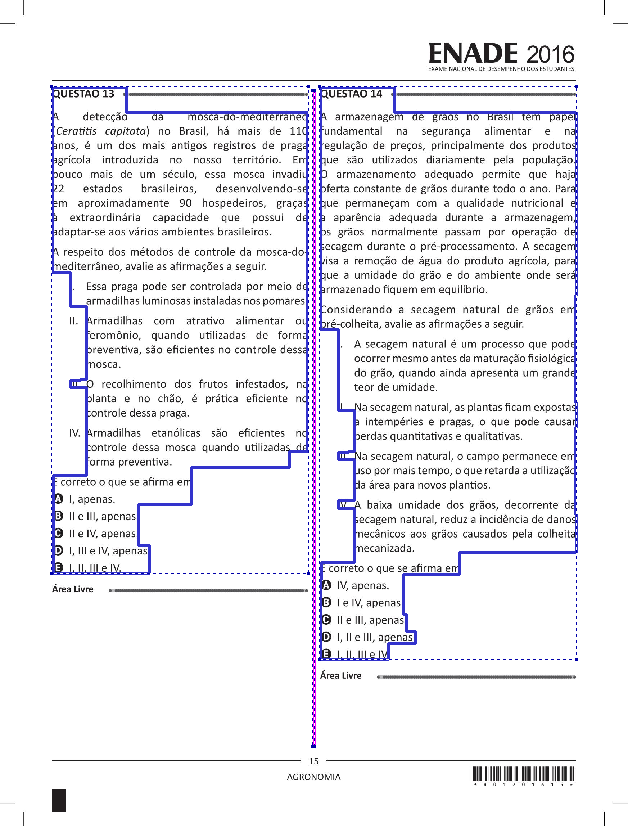 ENADE 2016
EXAME NACIONAL DE DESEMPENHO DOS ESTUDANTES
QUESTÃO 13
A detecção da mosca-do-mediterrâneo
(Ceratitis capitata) no Brasil, há mais de 110
anos, é um dos mais antigos registros de praga
agrícola introduzida no nosso território. Em
pouco mais de um século, essa mosca invadiu
22 estados brasileiros, desenvolvendo-se
em aproximadamente 90 hospedeiros, graças
à extraordinária capacidade que possui de
adaptar-se aos vários ambientes brasileiros.
A respeito dos métodos de controle da mosca-do-
mediterrâneo, avalie as afirmações a seguir.
I. Essa praga pode ser controlada por meio de
armadilhas luminosas instaladas nos pomares.
II. Armadilhas com atrativo alimentar ou
feromônio, quando utilizadas de forma
preventiva, são eficientes no controle dessa
mosca.
III. O recolhimento dos frutos infestados, na
planta e no chão, é prática eficiente no
controle dessa praga.
IV. Armadilhas etanólicas são eficientes no
controle dessa mosca quando utilizadas de
forma preventiva.
É correto o que se afirma em
A I, apenas.
B II e III, apenas.
C II e IV, apenas.
D I, III e IV, apenas.
E I, II, III e IV.
Área Livre
QUESTÃO 14
A armazenagem de grãos no Brasil tem papel
fundamental na segurança alimentar e na
regulação de preços, principalmente dos produtos
que são utilizados diariamente pela população.
O armazenamento adequado permite que haja
oferta constante de grãos durante todo o ano. Para
que permaneçam com a qualidade nutricional e
a aparência adequada durante a armazenagem,
os grãos normalmente passam por operação de
secagem durante o pré-processamento. A secagem
visa a remoção de água do produto agrícola, para
que a umidade do grão e do ambiente onde será
armazenado fiquem em equilíbrio.
Considerando a secagem natural de grãos em
pré-colheita, avalie as afirmações a seguir.
I. A secagem natural é um processo que pode
ocorrer mesmo antes da maturação fisiológica
do grão, quando ainda apresenta um grande
teor de umidade.
II. Na secagem natural, as plantas ficam expostas
a intempéries e pragas, o que pode causar
perdas quantitativas e qualitativas.
III. Na secagem natural, o campo permanece em
uso por mais tempo, o que retarda a utilização
da área para novos plantios.
IV. A baixa umidade dos grãos, decorrente da
secagem natural, reduz a incidência de danos
mecânicos aos grãos causados pela colheita
mecanizada.
É correto o que se afirma em
A IV, apenas.
B I e IV, apenas.
C II e III, apenas.
D I, II e III, apenas.
E I, II, III e IV.
Área Livre
15
AGRONOMIA